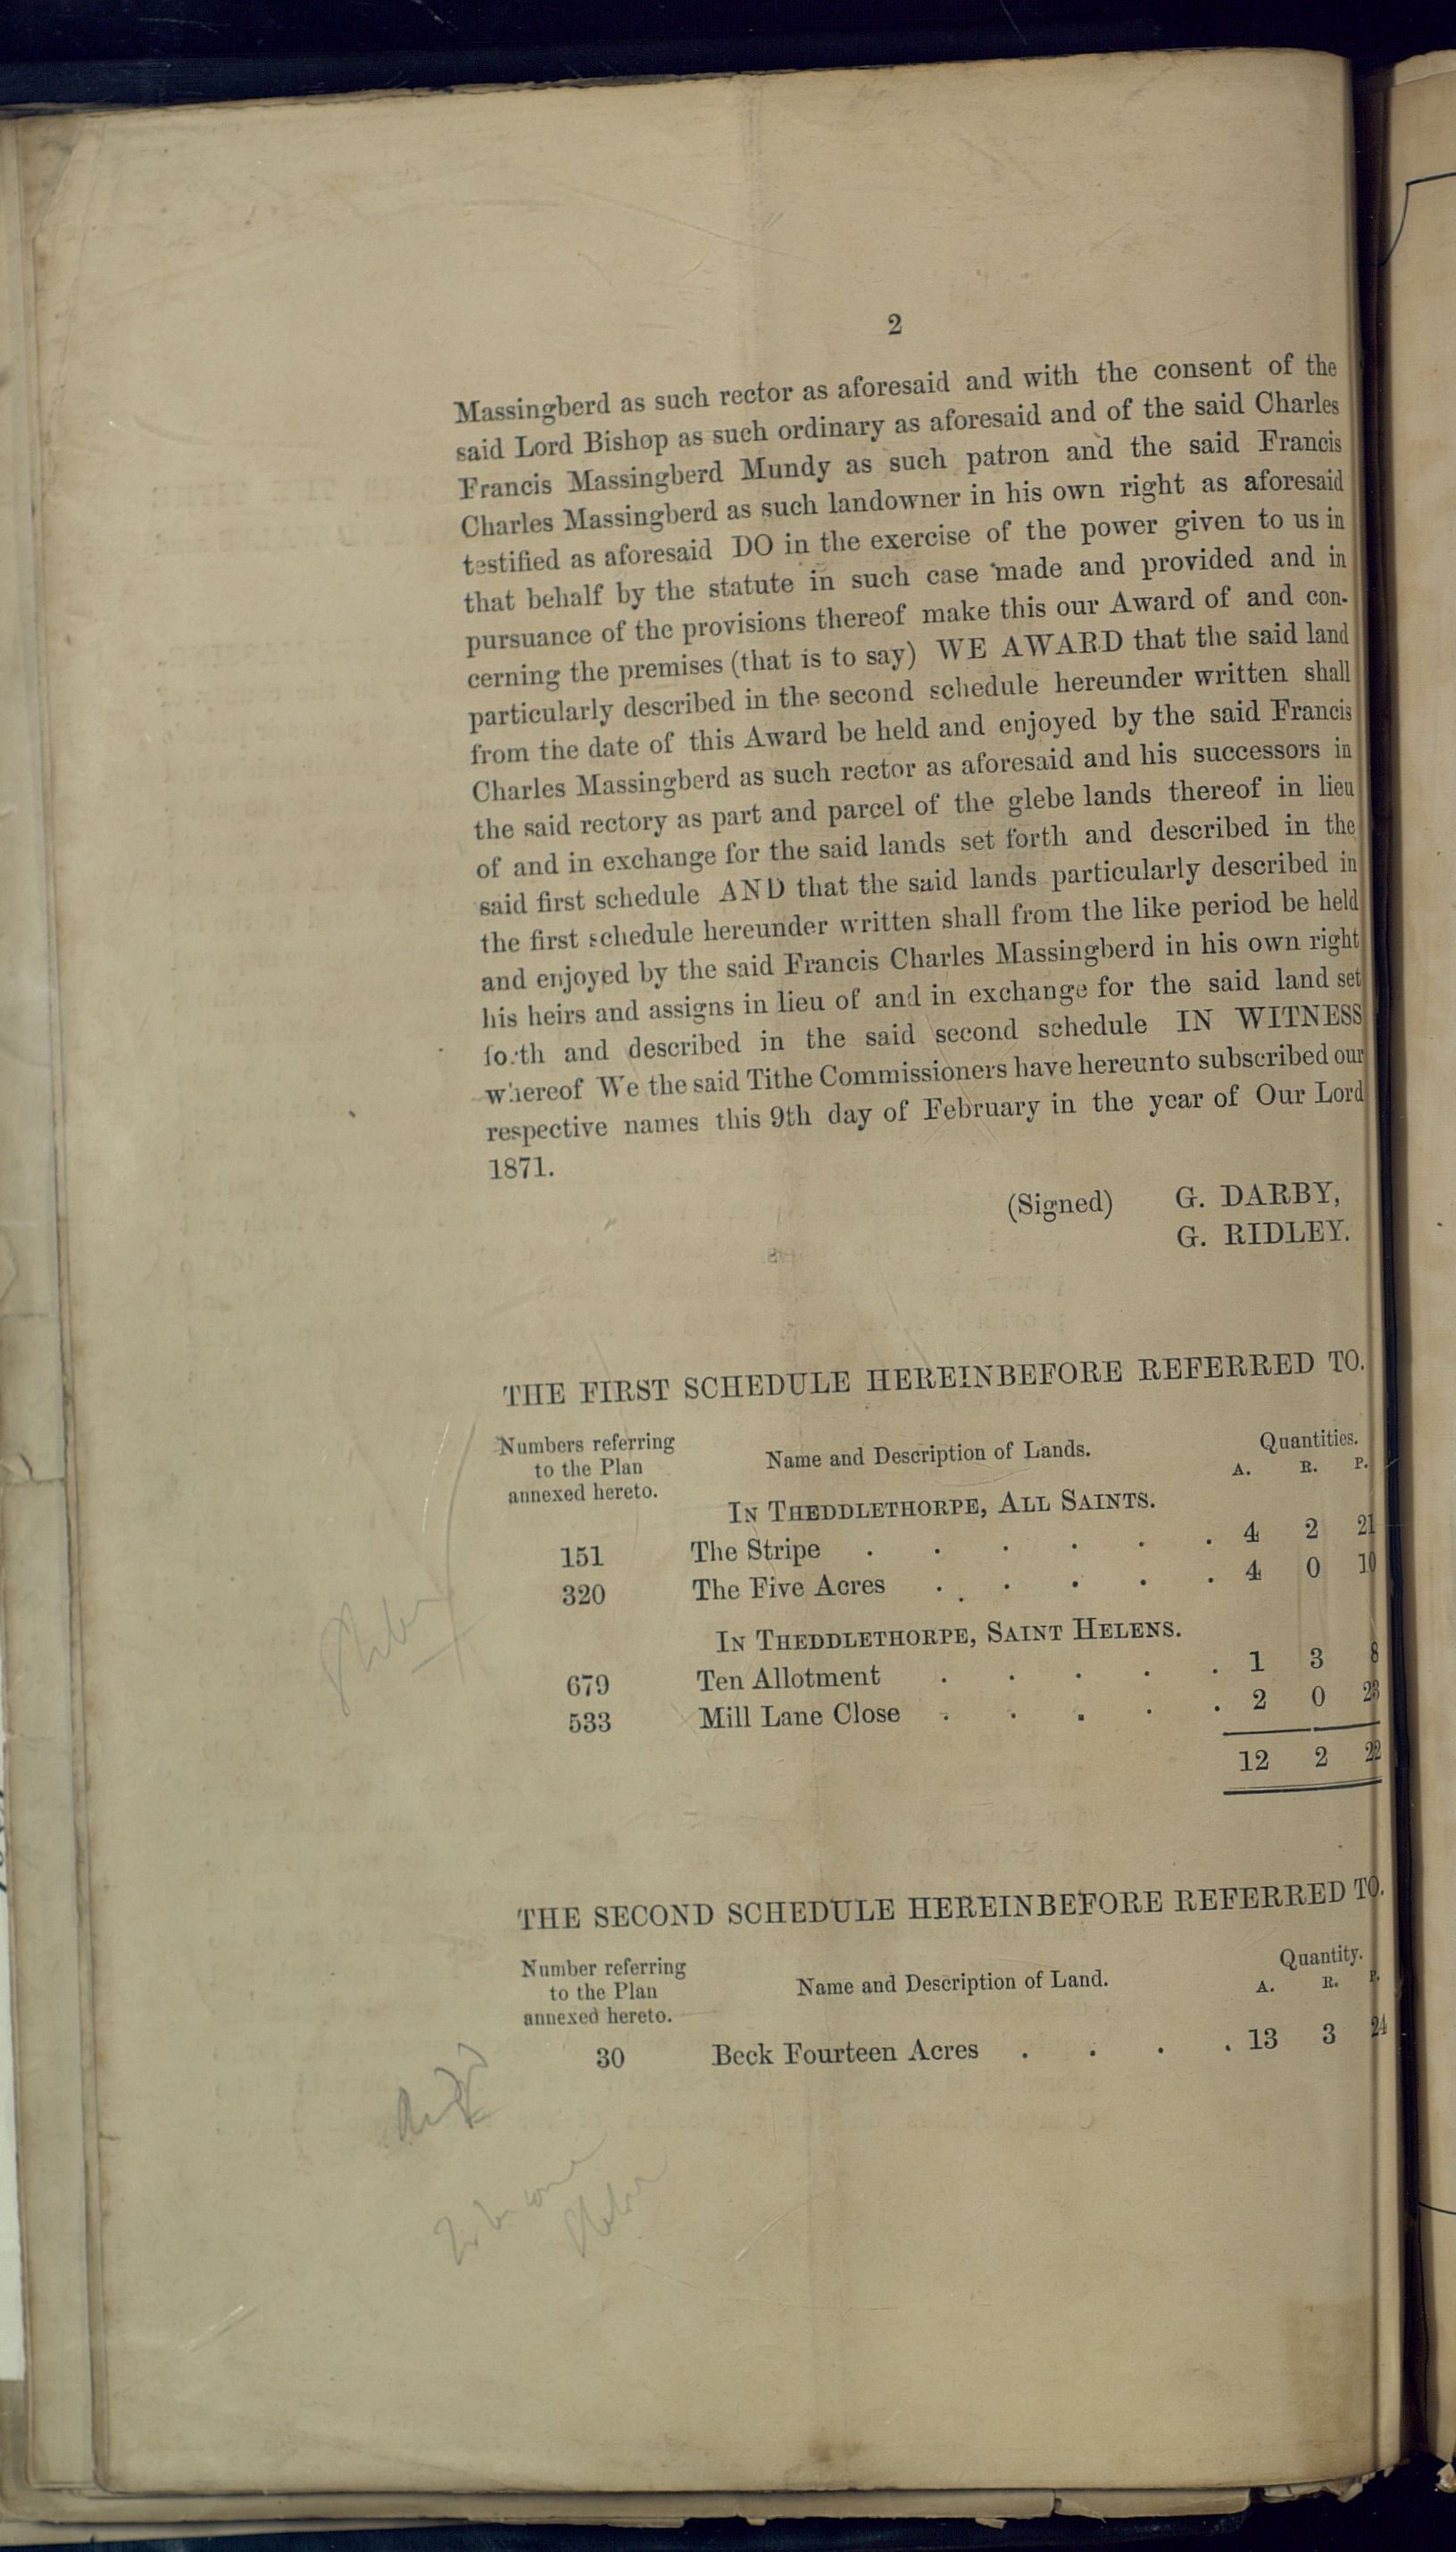 2
Massingberd as such rector as aforesaid and with the consent of the
said Lord Bishop as such ordinary as aforesaid and of the said Charles
Francis Massingberd Mundy as such patron and the said Francis
Charles Massingberd as such landowner in his own right as aforesaid
testified as aforesaid DO in the exercise of the power given to us in
that behalf by the statute in such case made and provided and in
pursuance of the provisions thereof make this our Award of and con-
cerning the premises (that is to say) WE AWARD that the said land
particularly described in the second schedule hereunder written shall
from the date of this Award be held and enjoyed by the said Francis
Charles Massingberd as such rector as aforesaid and his successors in
the said rectory as part and parcel of the glebe lands thereof in lieu
of and in exchange for the said lands set forth and described in the
said first schedule AND that the said lands particularly described in
the first schedule hereunder written shall from the like period be held
and enjoyed by the said Francis Charles Massingberd in his own right
his heirs and assigns in lieu of and in exchange for the said land set
forth and described in the said second schedule IN WITNESS
whereof We the said Tithe Commissioners have hereunto subscribed our
respective names this 9th day of February in the year of Our Lord
1871.
(Signed) G. DARBY,
G. RIDLEY.
THE FIRST SCHEDULE HEREINBEFORE REFERRED TO.
Numbers referring
to the Plan
annexed hereto.
Name and Description of Lands.
Quantities.
A. R. P.
IN THEDDLETHORPE, ALL SAINTS.
151 The Stripe . . . . . . 4 2 21
320 The Five Acres . . . . . . 4 0 10
IN THEDDLETHORPE, SAINT HELENS.
679 Ten Allotment . . . . . 1 3 8
533 Mill Lane Close . . . . . 2 0 23
12 2 22
THE SECOND SCHEDULE HEREINBEFORE REFERRED TO.
Number referring
to the Plan
annexed hereto.
Name and Description of Land.
Quantity.
A. R. P.
30 Beck Fourteen Acres . . . . 13 3 24